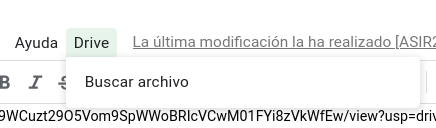 Ayuda Drive La última modificación la ha realizado [ASIR2
B I S
Buscar archivo
9WCuzt29O5Vom9SpWWoBRIcVCwM01FYi8zVkWfEw/view?usp=driv